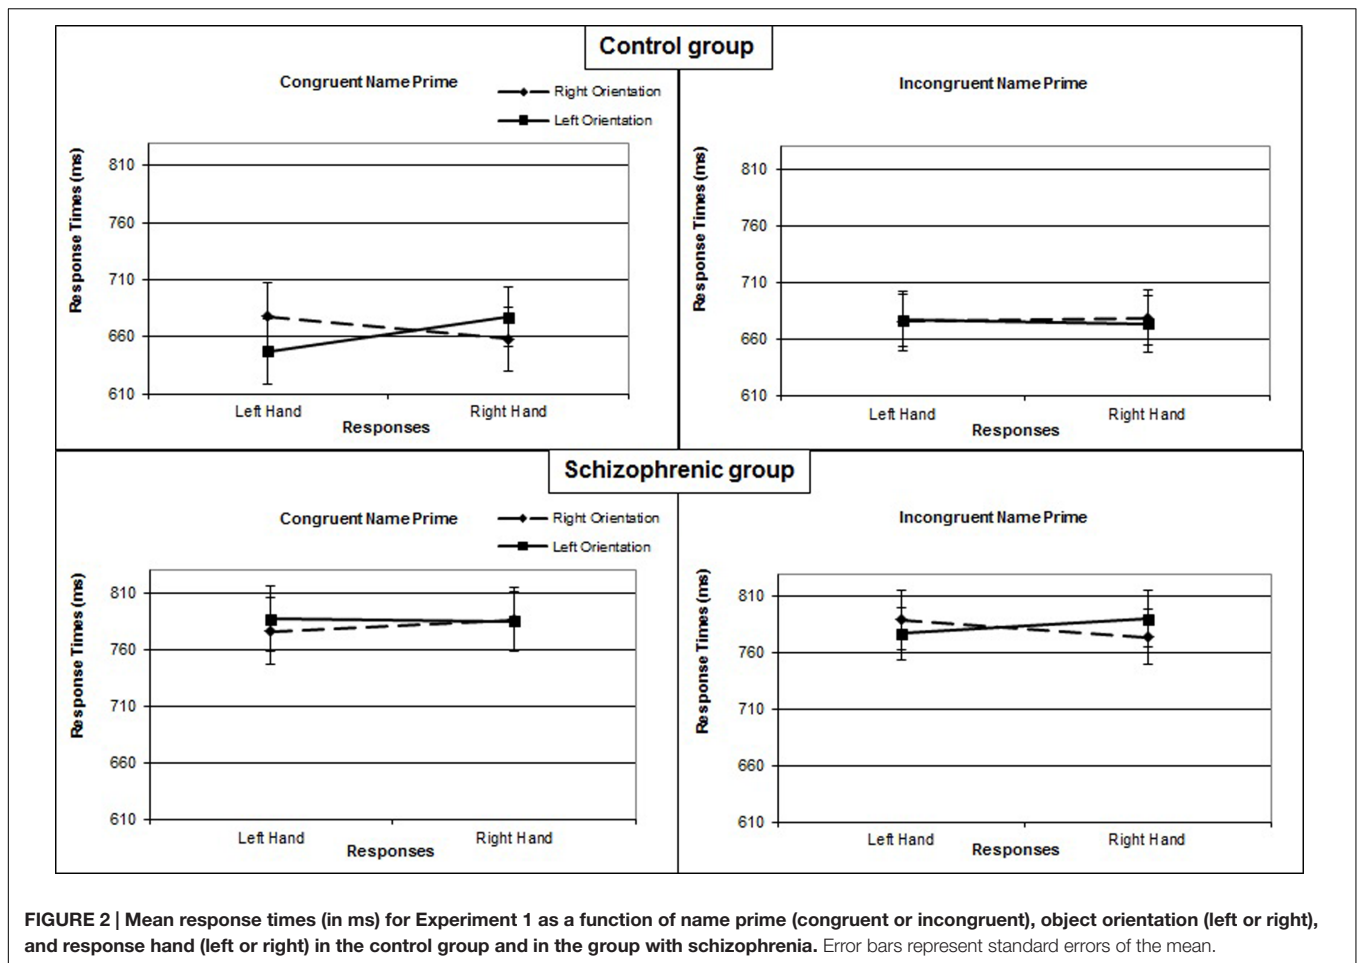 Control group
Congruent Name Prime
Right Orientation
Left Orientation
Response Times (ms)
810
760
710
660
610
Left Hand
Right Hand
Responses
Incongruent Name Prime
Response Times (ms)
810
760
710
660
610
Left Hand
Right Hand
Responses
Schizophrenic group
Congruent Name Prime
Right Orientation
Left Orientation
Response Times (ms)
810
760
710
660
610
Left Hand
Right Hand
Responses
Incongruent Name Prime
Response Times (ms)
810
760
710
660
610
Left Hand
Right Hand
Responses
FIGURE 2 | Mean response times (in ms) for Experiment 1 as a function of name prime (congruent or incongruent), object orientation (left or right),
and response hand (left or right) in the control group and in the group with schizophrenia. Error bars represent standard errors of the mean.